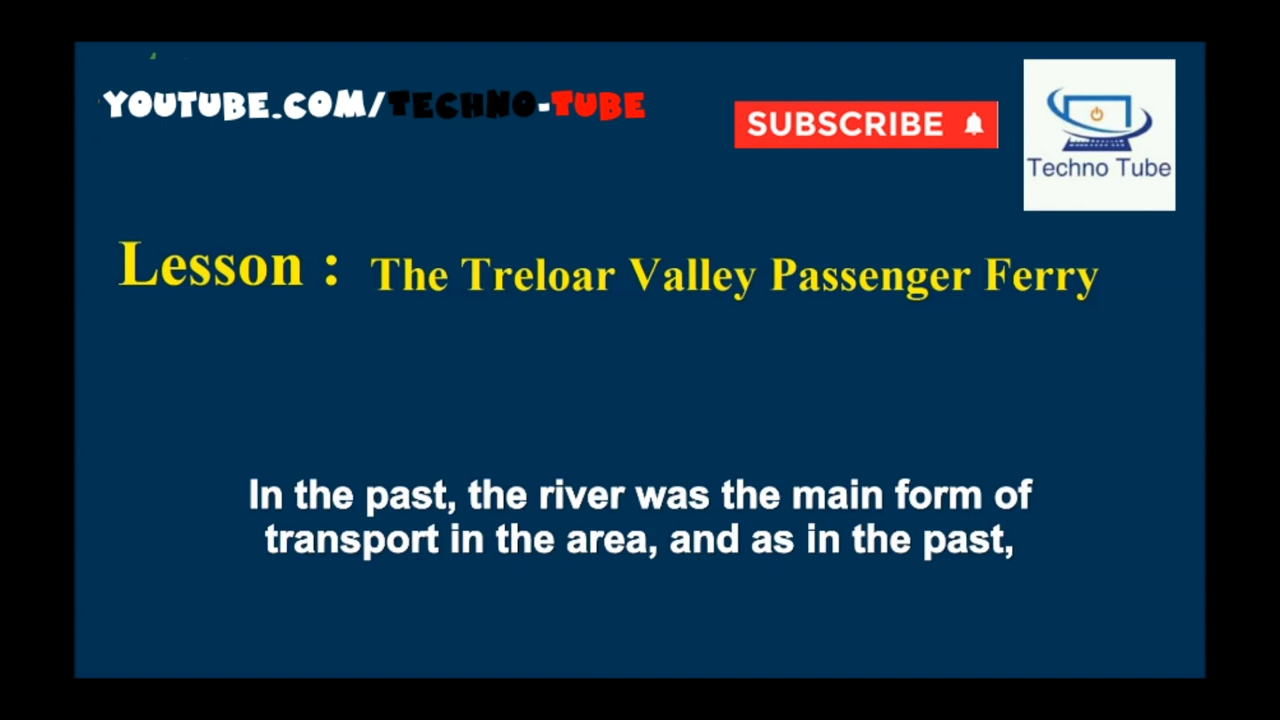 YOUTUBE.COM/TECHNO-TUBE
SUBSCRIBE
Techno Tube
Lesson : The Treloar Valley Passenger Ferry
In the past, the river was the main form of
transport in the area, and as in the past,